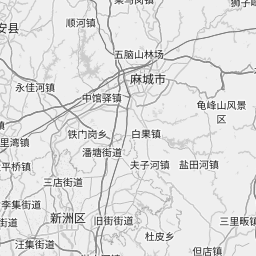 狮子
顺河镇
安县
五脑山林场
麻城市
永佳河镇
中馆驿镇
龟峰山风景
区
铁门岗乡
白果镇
里湾镇
潘塘街道
平桥镇
夫子河镇
盐田河镇
三店街道
李集街道
新洲区
旧街街道
三里畈镇
汪集街道
杜皮乡
但店镇